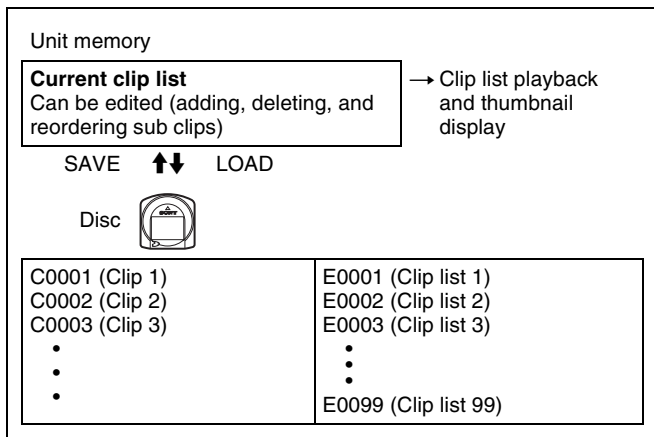 Unit memory
Current clip list
Can be edited (adding, deleting, and
reordering sub clips)
→ Clip list playback
and thumbnail
display
SAVE ⬆⬇ LOAD
Disc
SONY
C0001 (Clip 1)
C0002 (Clip 2)
C0003 (Clip 3)
•
•
•
E0001 (Clip list 1)
E0002 (Clip list 2)
E0003 (Clip list 3)
•
•
•
E0099 (Clip list 99)